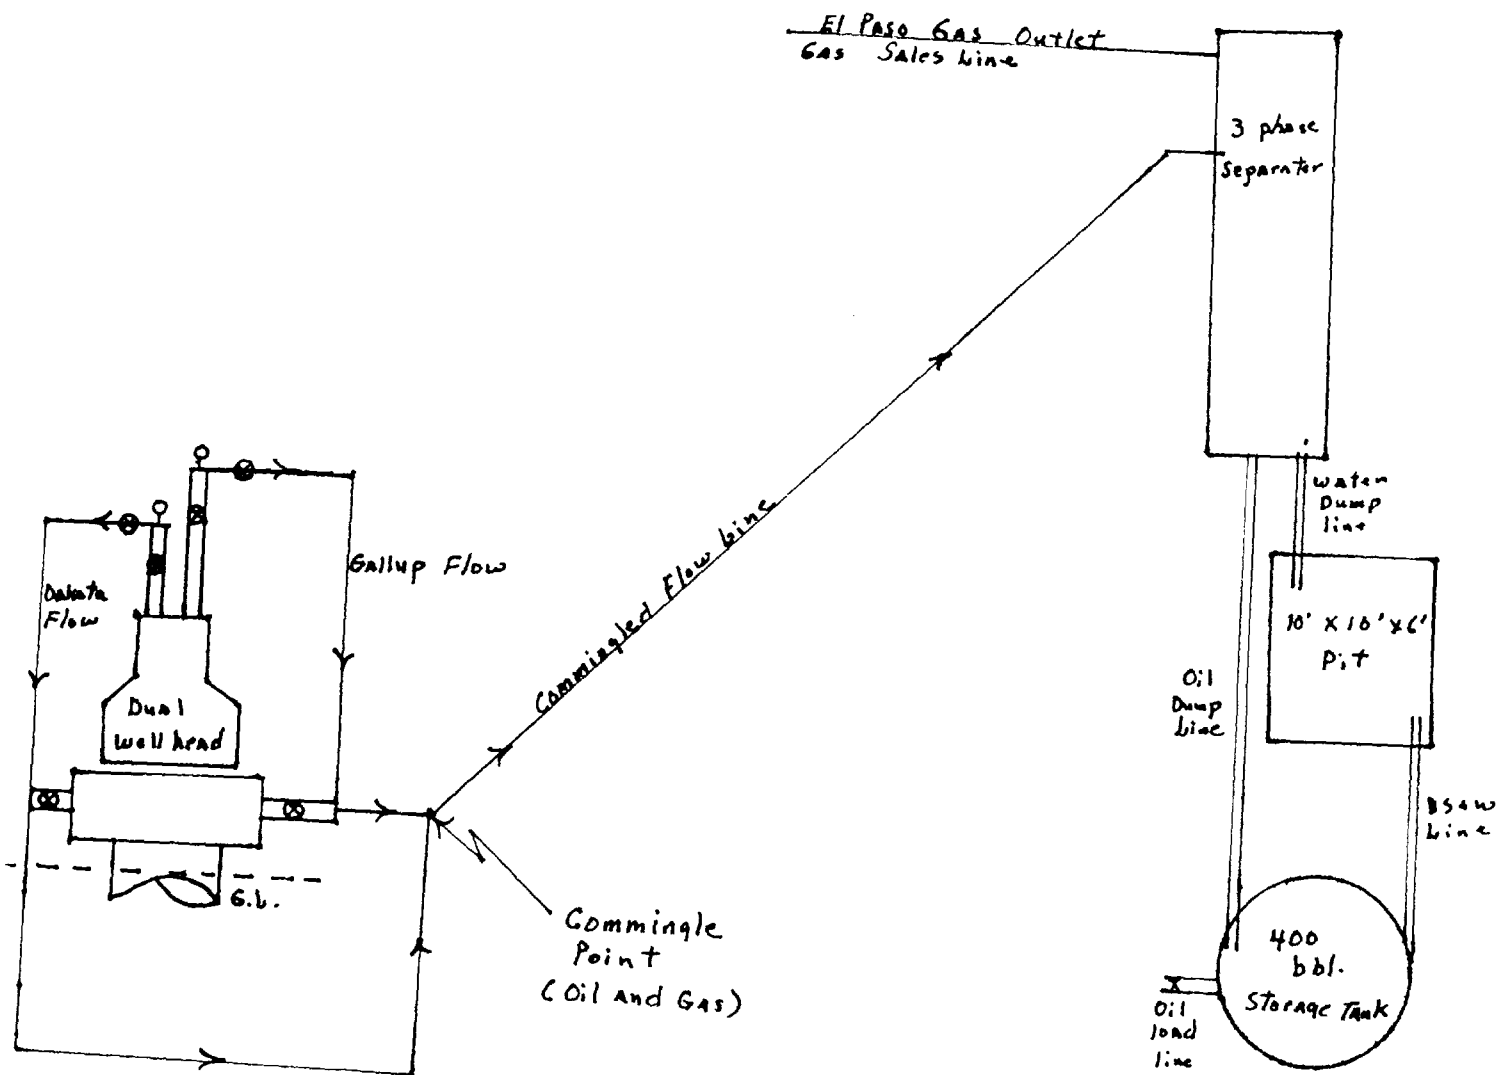 El Paso Gas Outlet
Gas Sales Line
3 phase
Separator
Water
Dump
line
10' x 10' x 6'
Pit
Oil
Dump
Line
BS&W
Line
400
bbl.
Storage Tank
Oil
load
line
Commingled Flow Line
Gallup Flow
Dakota
Flow
Dual
Well head
G.L.
Commingle
Point
(Oil and Gas)